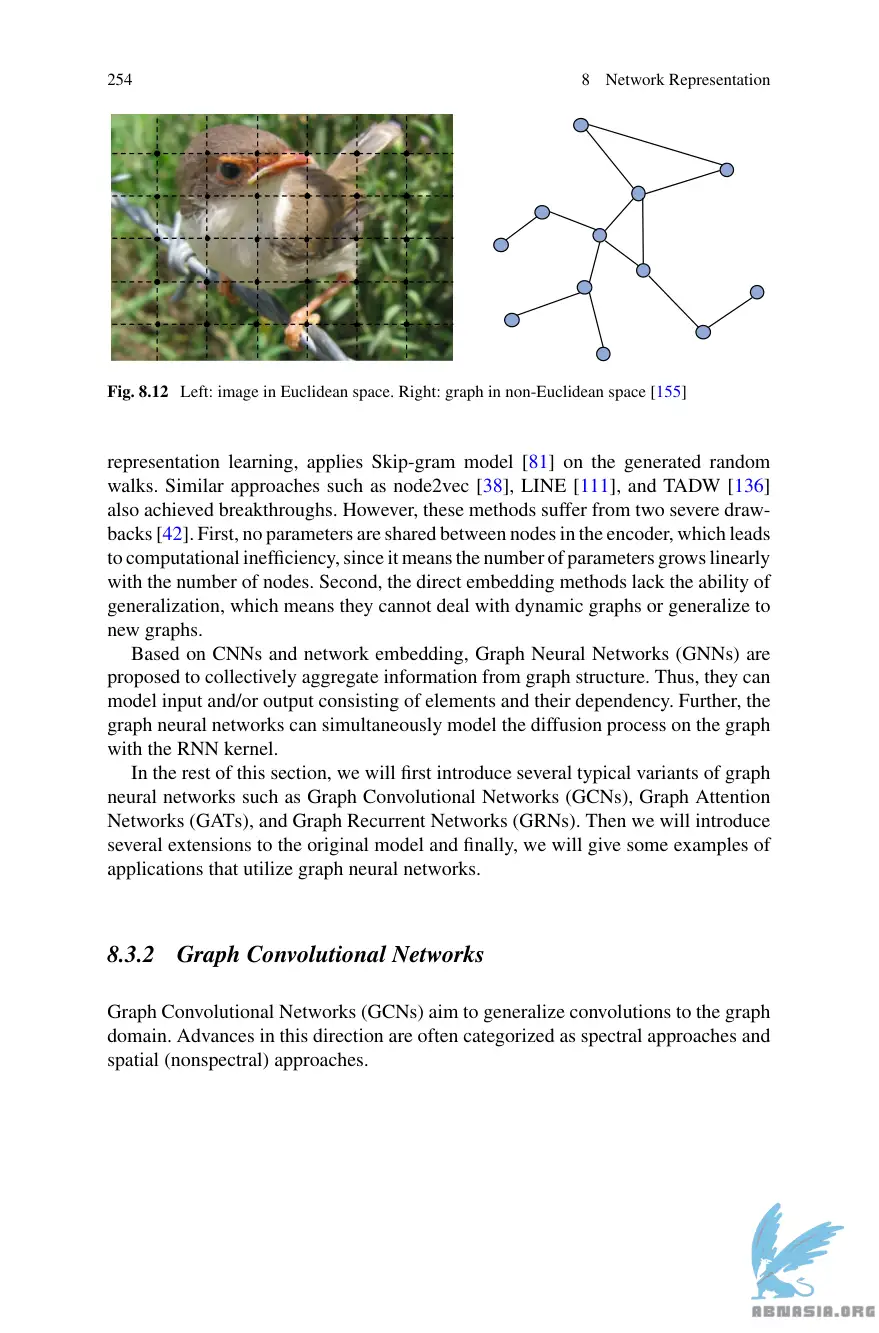 254
8 Network Representation
Fig. 8.12 Left: image in Euclidean space. Right: graph in non-Euclidean space [155]
representation learning, applies Skip-gram model [81] on the generated random
walks. Similar approaches such as node2vec [38], LINE [111], and TADW [136]
also achieved breakthroughs. However, these methods suffer from two severe draw-
backs [42]. First, no parameters are shared between nodes in the encoder, which leads
to computational inefficiency, since it means the number of parameters grows linearly
with the number of nodes. Second, the direct embedding methods lack the ability of
generalization, which means they cannot deal with dynamic graphs or generalize to
new graphs.
Based on CNNs and network embedding, Graph Neural Networks (GNNs) are
proposed to collectively aggregate information from graph structure. Thus, they can
model input and/or output consisting of elements and their dependency. Further, the
graph neural networks can simultaneously model the diffusion process on the graph
with the RNN kernel.
In the rest of this section, we will first introduce several typical variants of graph
neural networks such as Graph Convolutional Networks (GCNs), Graph Attention
Networks (GATs), and Graph Recurrent Networks (GRNs). Then we will introduce
several extensions to the original model and finally, we will give some examples of
applications that utilize graph neural networks.
8.3.2 Graph Convolutional Networks
Graph Convolutional Networks (GCNs) aim to generalize convolutions to the graph
domain. Advances in this direction are often categorized as spectral approaches and
spatial (nonspectral) approaches.
ABNASIA.ORG